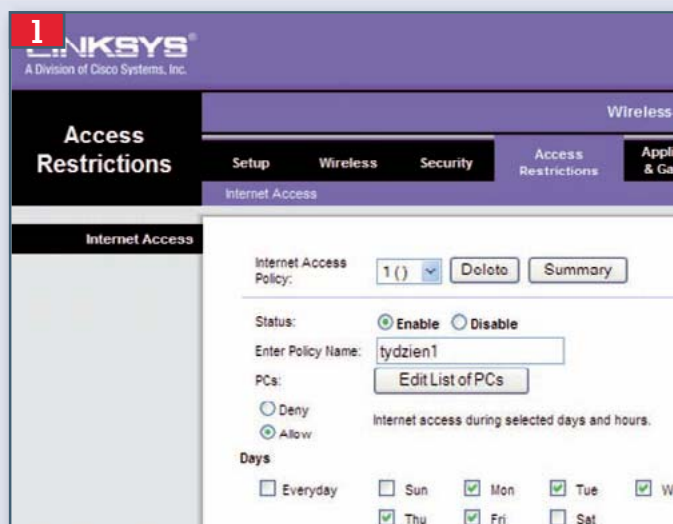 1
LINKSYS®
A Division of Cisco Systems, Inc.
Access
Restrictions
Wireless
Setup Wireless Security Access Restrictions Appli & Ga
Internet Access
Internet Access
Internet Access Policy: 1 () Delete Summary
Status: Enable Disable
Enter Policy Name: tydzien1
PCs: Edit List of PCs
Deny
Allow
Internet access during selected days and hours.
Days
Everyday Sun Mon Tue W
Thu Fri Sat